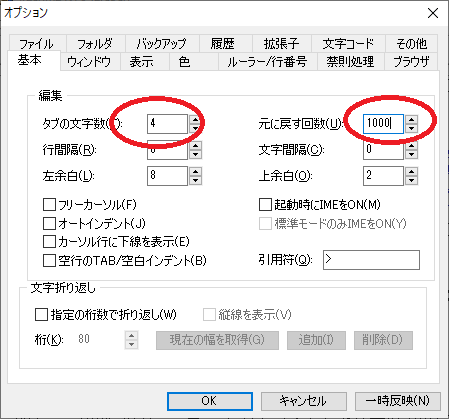 オプション
ファイル フォルダ バックアップ 履歴 拡張子 文字コード その他
基本 ウィンドウ 表示 色 ルーラー/行番号 禁則処理 ブラウザ
編集
タブの文字数(T): 4 元に戻す回数(U): 1000
行間隔(R): 文字間隔(C): 0
左余白(L): 8 上余白(O): 2
フリーカーソル(F) 起動時にIMEをON(M)
オートインデント(J) 標準モードのみIMEをON(Y)
カーソル行に下線を表示(E)
空行のTAB/空白インデント(B) 引用符(Q): >
文字折り返し
指定の桁数で折り返し(W) 縦線を表示(V)
桁(K): 80 現在の幅を取得(G) 追加(I) 削除(D)
OK キャンセル 一時反映(N)